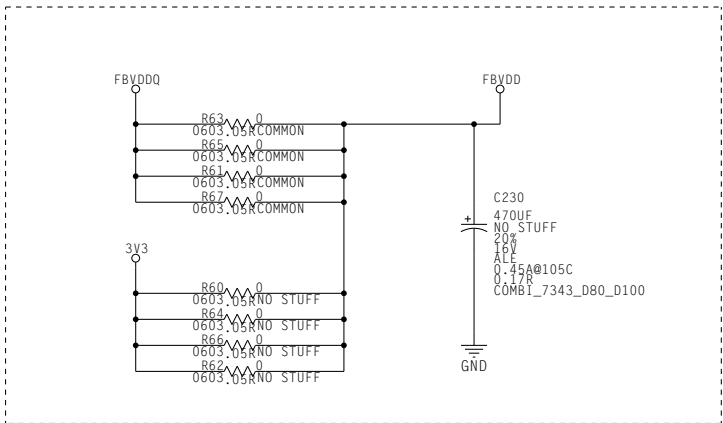 FBVDDQ
FBVDD
R63 0
0603 .05R COMMON
R65 0
0603 .05R COMMON
R61 0
0603 .05R COMMON
R67 0
0603 .05R COMMON
C230
+
470UF
NO STUFF
20%
16V
ALE
0.45A@105C
0.17R
COMBI_7343_D80_D100
3V3
R60 0
0603 .05R NO STUFF
R64 0
0603 .05R NO STUFF
R66 0
0603 .05R NO STUFF
R62 0
0603 .05R NO STUFF
GND